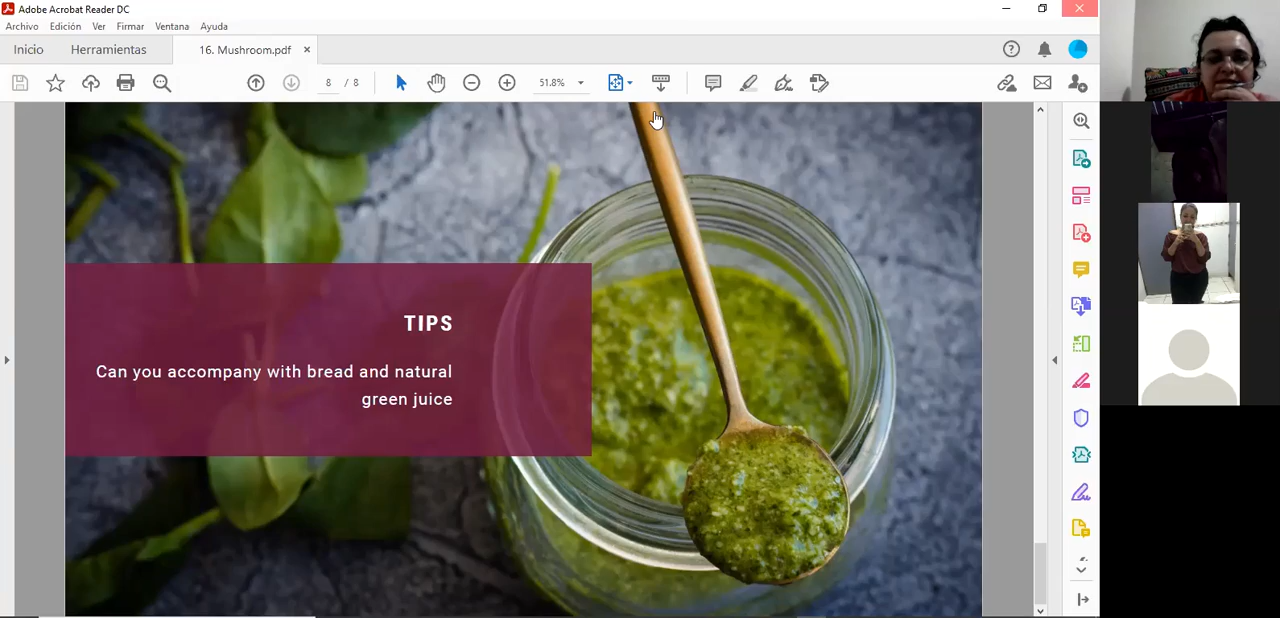 Adobe Acrobat Reader DC
Archivo Edición Ver Firmar Ventana Ayuda
Inicio Herramientas 16. Mushroom.pdf ×
8 / 8 51.8%
TIPS
Can you accompany with bread and natural
green juice